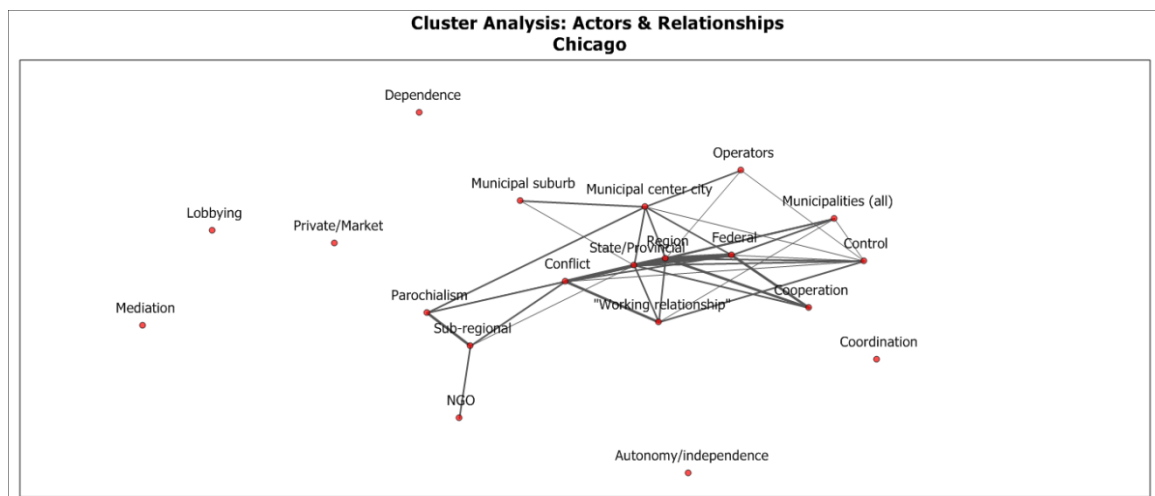 Cluster Analysis: Actors & Relationships
Chicago
Dependence
Operators
Municipal suburb
Municipal center city
Municipalities (all)
Lobbying
Private/Market
Region
Federal
State/Provincial
Control
Conflict
Cooperation
Parochialism
"Working relationship"
Mediation
Sub-regional
Coordination
NGO
Autonomy/independence